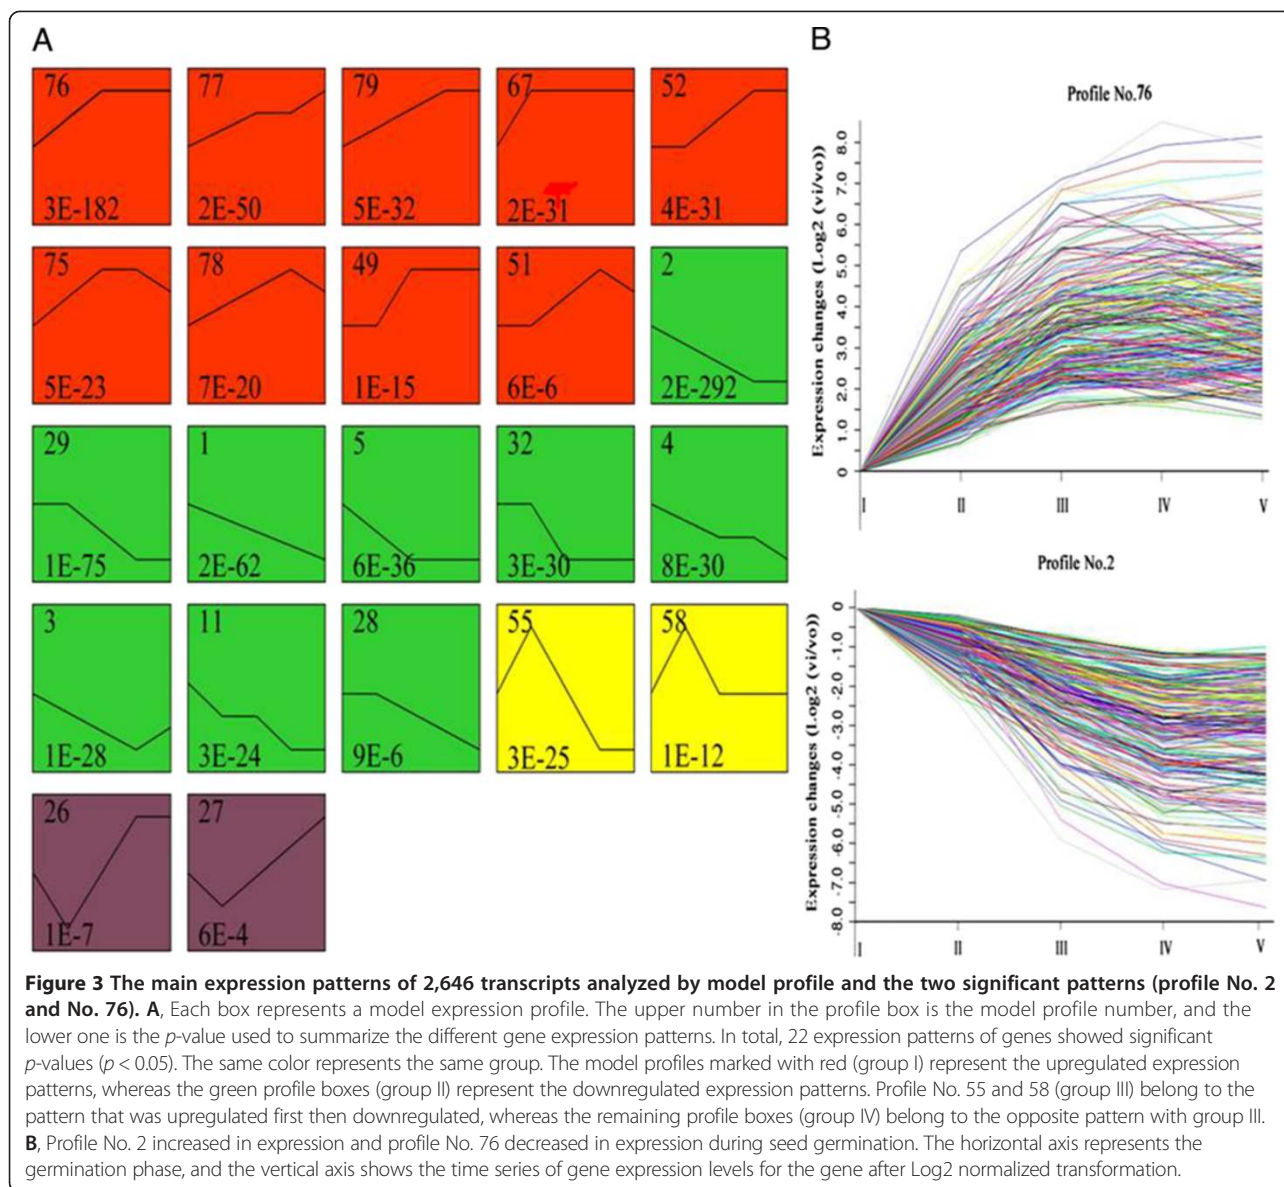 A
76 77 79 67 52
3E-182 2E-50 5E-32 2E-31 4E-31
75 78 49 51 2
5E-23 7E-20 1E-15 6E-6 2E-292
29 1 5 32 4
1E-75 2E-62 6E-36 3E-30 8E-30
3 11 28 55 58
1E-28 3E-24 9E-6 3E-25 1E-12
26 27
1E-7 6E-4
B
Profile No.76
Expression changes (Log2 (vi/vo))
8.0
7.0
6.0
5.0
4.0
3.0
2.0
1.0
0
I II III IV V
Profile No.2
Expression changes (Log2 (vi/vo))
0
-1.0
-2.0
-3.0
-4.0
-5.0
-6.0
-7.0
-8.0
I II III IV V
Figure 3 The main expression patterns of 2,646 transcripts analyzed by model profile and the two significant patterns (profile No. 2
and No. 76). A, Each box represents a model expression profile. The upper number in the profile box is the model profile number, and the
lower one is the p-value used to summarize the different gene expression patterns. In total, 22 expression patterns of genes showed significant
p-values (p < 0.05). The same color represents the same group. The model profiles marked with red (group I) represent the upregulated expression
patterns, whereas the green profile boxes (group II) represent the downregulated expression patterns. Profile No. 55 and 58 (group III) belong to the
pattern that was upregulated first then downregulated, whereas the remaining profile boxes (group IV) belong to the opposite pattern with group III.
B, Profile No. 2 increased in expression and profile No. 76 decreased in expression during seed germination. The horizontal axis represents the
germination phase, and the vertical axis shows the time series of gene expression levels for the gene after Log2 normalized transformation.